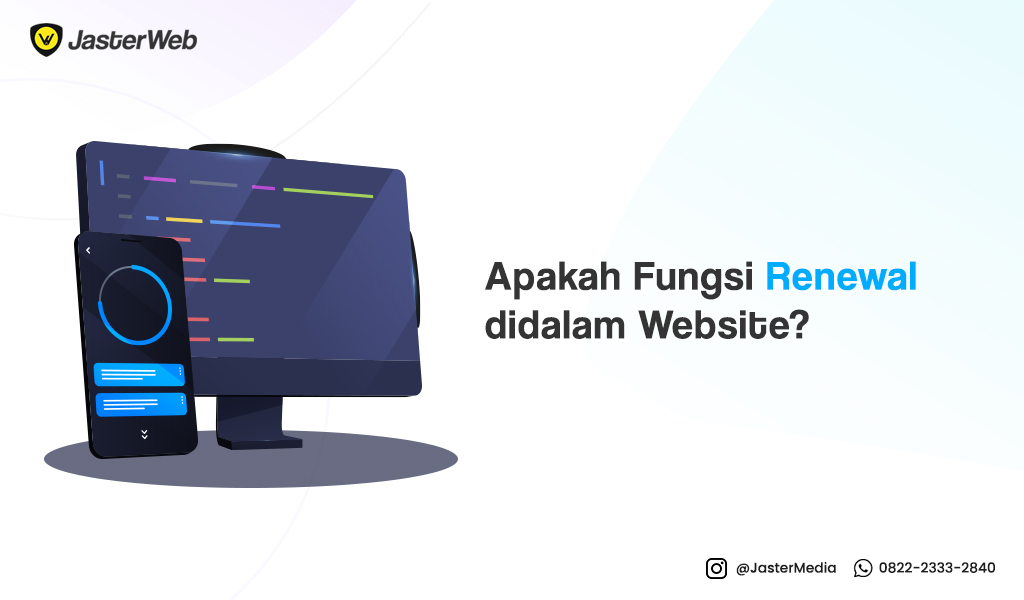 JasterWeb
Apakah Fungsi Renewal
didalam Website?
@JasterMedia
0822-2333-2840